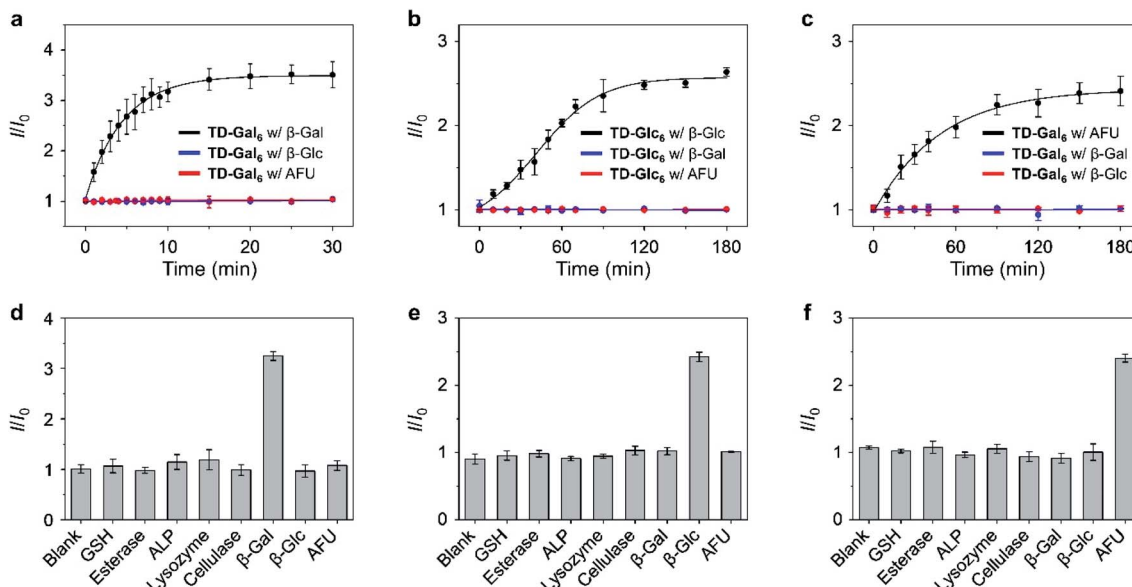 a
I/I0
4
3
2
1
TD-Gal6 w/ β-Gal
TD-Gal6 w/ β-Glc
TD-Gal6 w/ AFU
0 10 20 30
Time (min)
b
I/I0
3
2
1
TD-Glc6 w/ β-Glc
TD-Glc6 w/ β-Gal
TD-Glc6 w/ AFU
0 60 120 180
Time (min)
c
I/I0
3
2
1
TD-Gal6 w/ AFU
TD-Gal6 w/ β-Gal
TD-Gal6 w/ β-Glc
0 60 120 180
Time (min)
d
I/I0
4
3
2
1
0
Blank
GSH
Esterase
ALP
Lysozyme
Cellulase
β-Gal
β-Glc
AFU
e
I/I0
3
2
1
0
Blank
GSH
Esterase
ALP
Lysozyme
Cellulase
β-Gal
β-Glc
AFU
f
I/I0
3
2
1
0
Blank
GSH
Esterase
ALP
Lysozyme
Cellulase
β-Gal
β-Glc
AFU